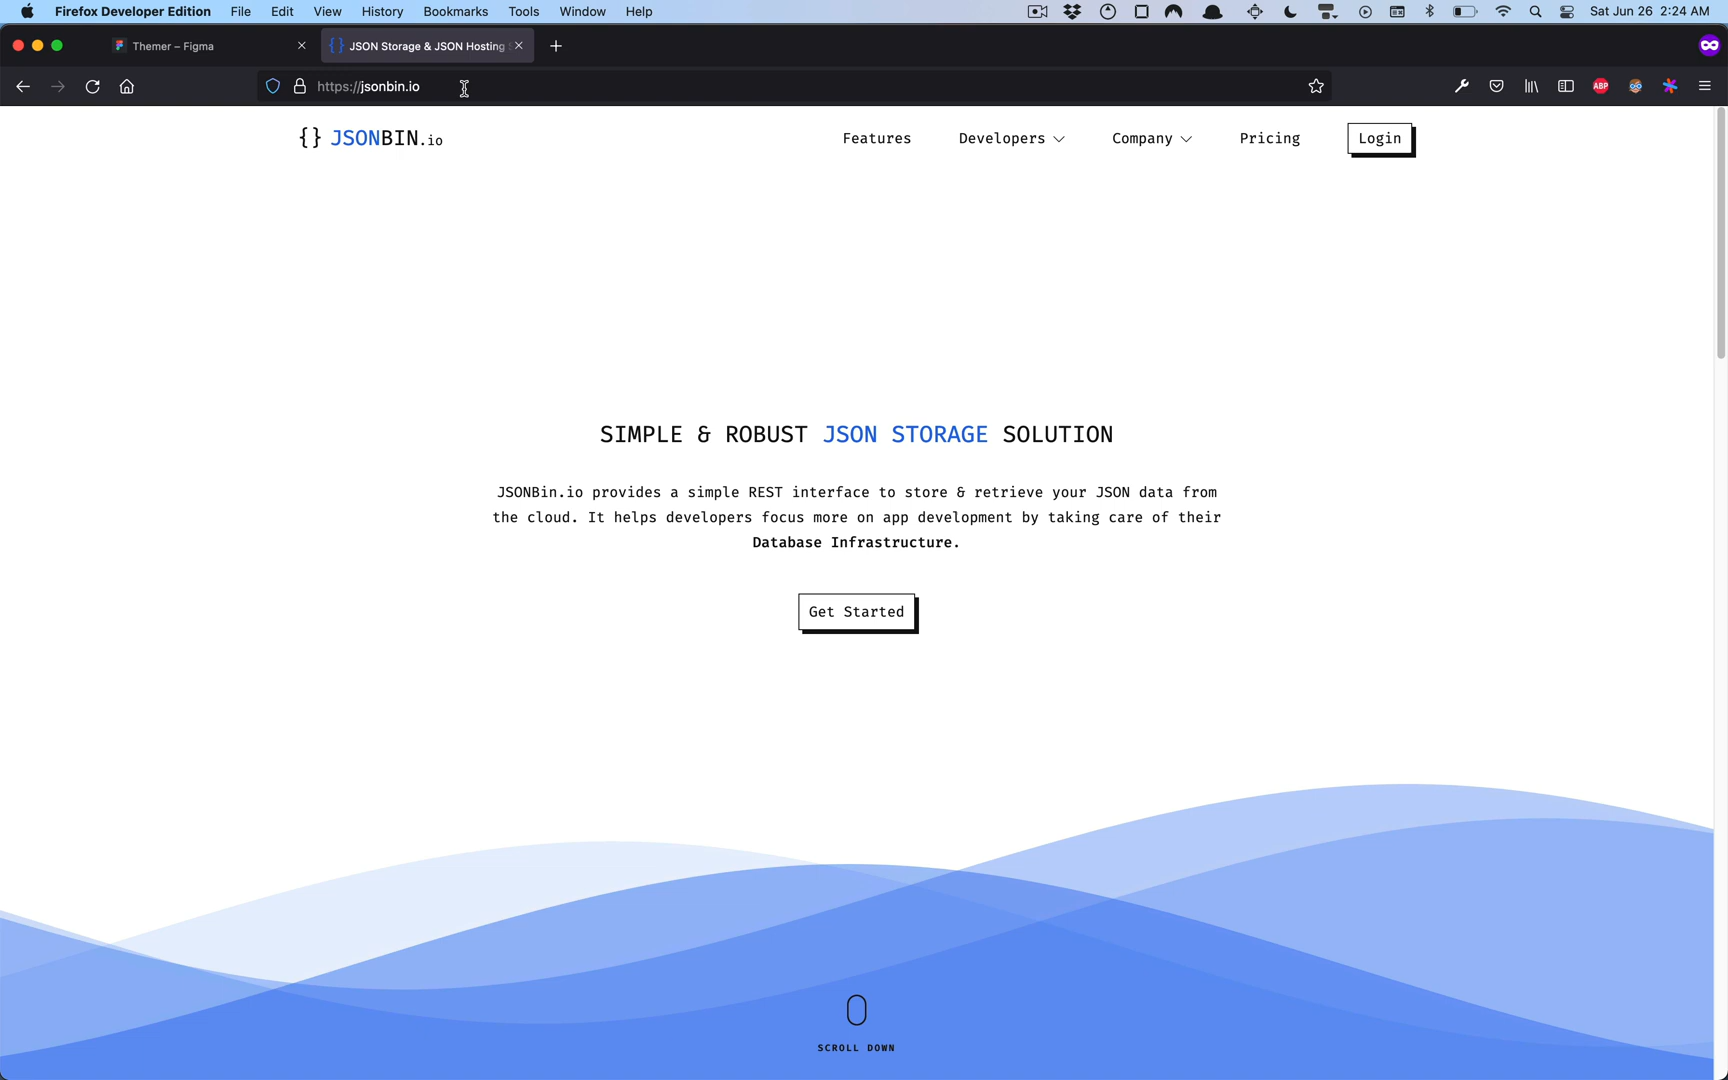 Firefox Developer Edition File Edit View History Bookmarks Tools Window Help Sat Jun 26 2:24 AM
Themer – Figma JSON Storage & JSON Hosting
https://jsonbin.io ABP
{} JSONBIN.io Features Developers Company Pricing Login
SIMPLE & ROBUST JSON STORAGE SOLUTION
JSONBin.io provides a simple REST interface to store & retrieve your JSON data from
the cloud. It helps developers focus more on app development by taking care of their
Database Infrastructure.
Get Started
SCROLL DOWN